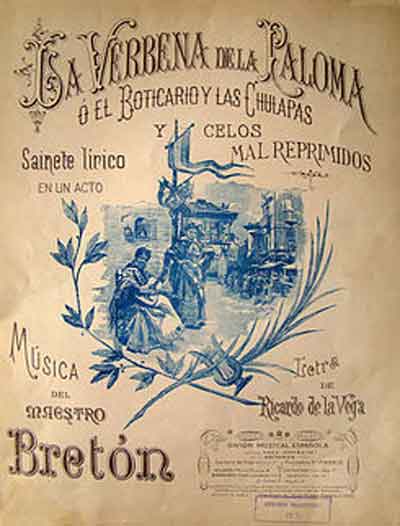 LA VERBENA DE LA PALOMA
Ó EL BOTICARIO Y LAS CHULAPAS
Y CELOS
MAL REPRIMIDOS
Sainete lírico
EN UN ACTO
MÚSICA
DEL
MAESTRO
Bretón
Letra
DE
Ricardo de la Vega
UNIÓN MUSICAL ESPAÑOLA